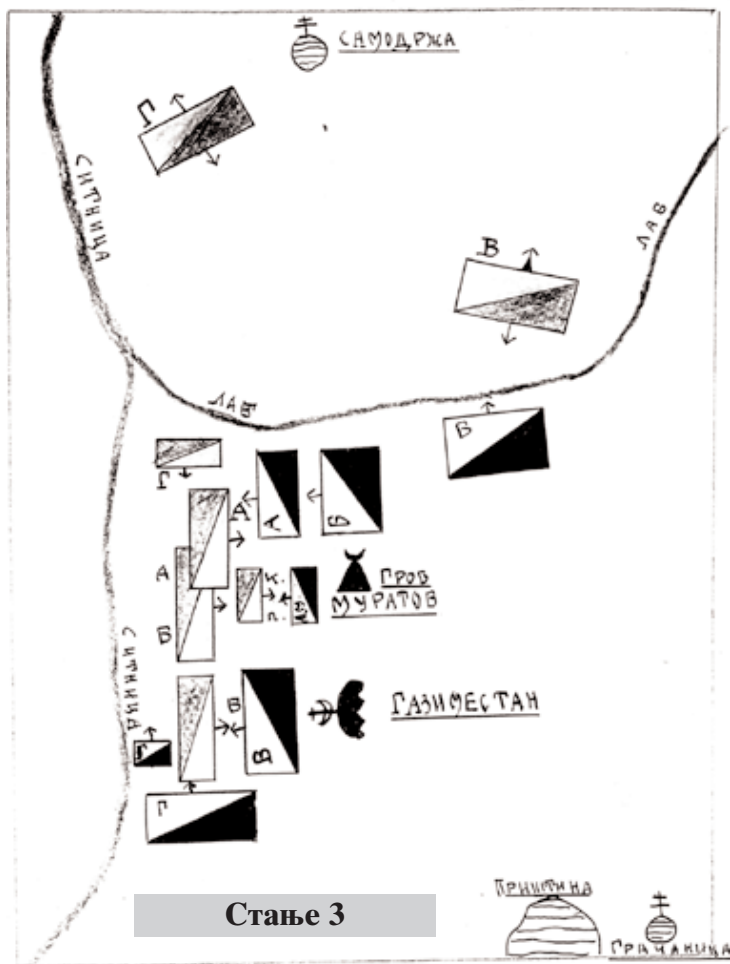 САМОДРЖА
Г
СИТНИЦА
В
ЛАБ
ЛАБ
В
Г
А
А
Б
А
К.
П.
ГРОБ
МУРАТОВ
Б
СИТНИЦА
В
В
ГАЗИМЕСТАН
Г
Г
Стање 3
ПРИШТИНА
ГРАЧАНИЦА